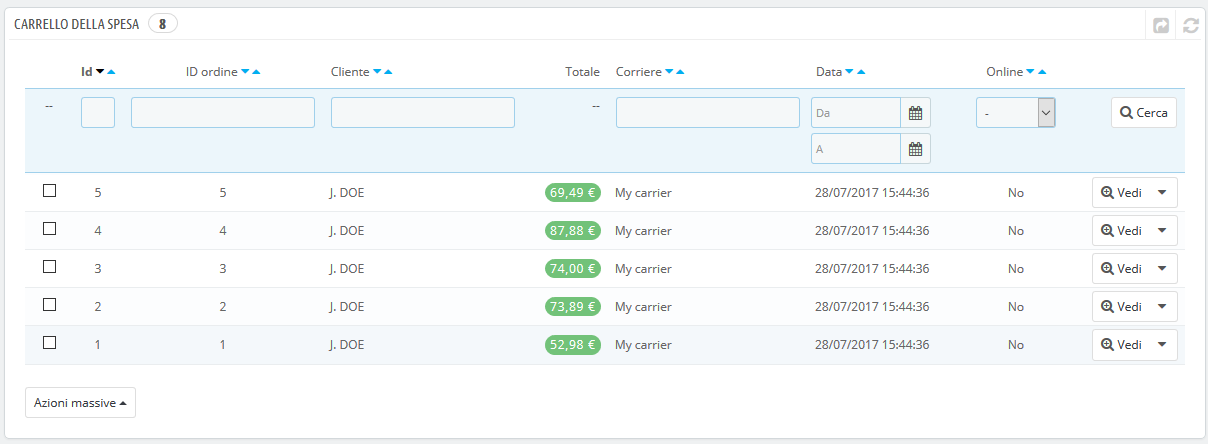 CARRELLO DELLA SPESA 8
Id ID ordine Cliente Totale Corriere Data Online
-- -- Da - Cerca
A
5 5 J. DOE 69,49 € My carrier 28/07/2017 15:44:36 No Vedi
4 4 J. DOE 87,88 € My carrier 28/07/2017 15:44:36 No Vedi
3 3 J. DOE 74,00 € My carrier 28/07/2017 15:44:36 No Vedi
2 2 J. DOE 73,89 € My carrier 28/07/2017 15:44:36 No Vedi
1 1 J. DOE 52,98 € My carrier 28/07/2017 15:44:36 No Vedi
Azioni massive